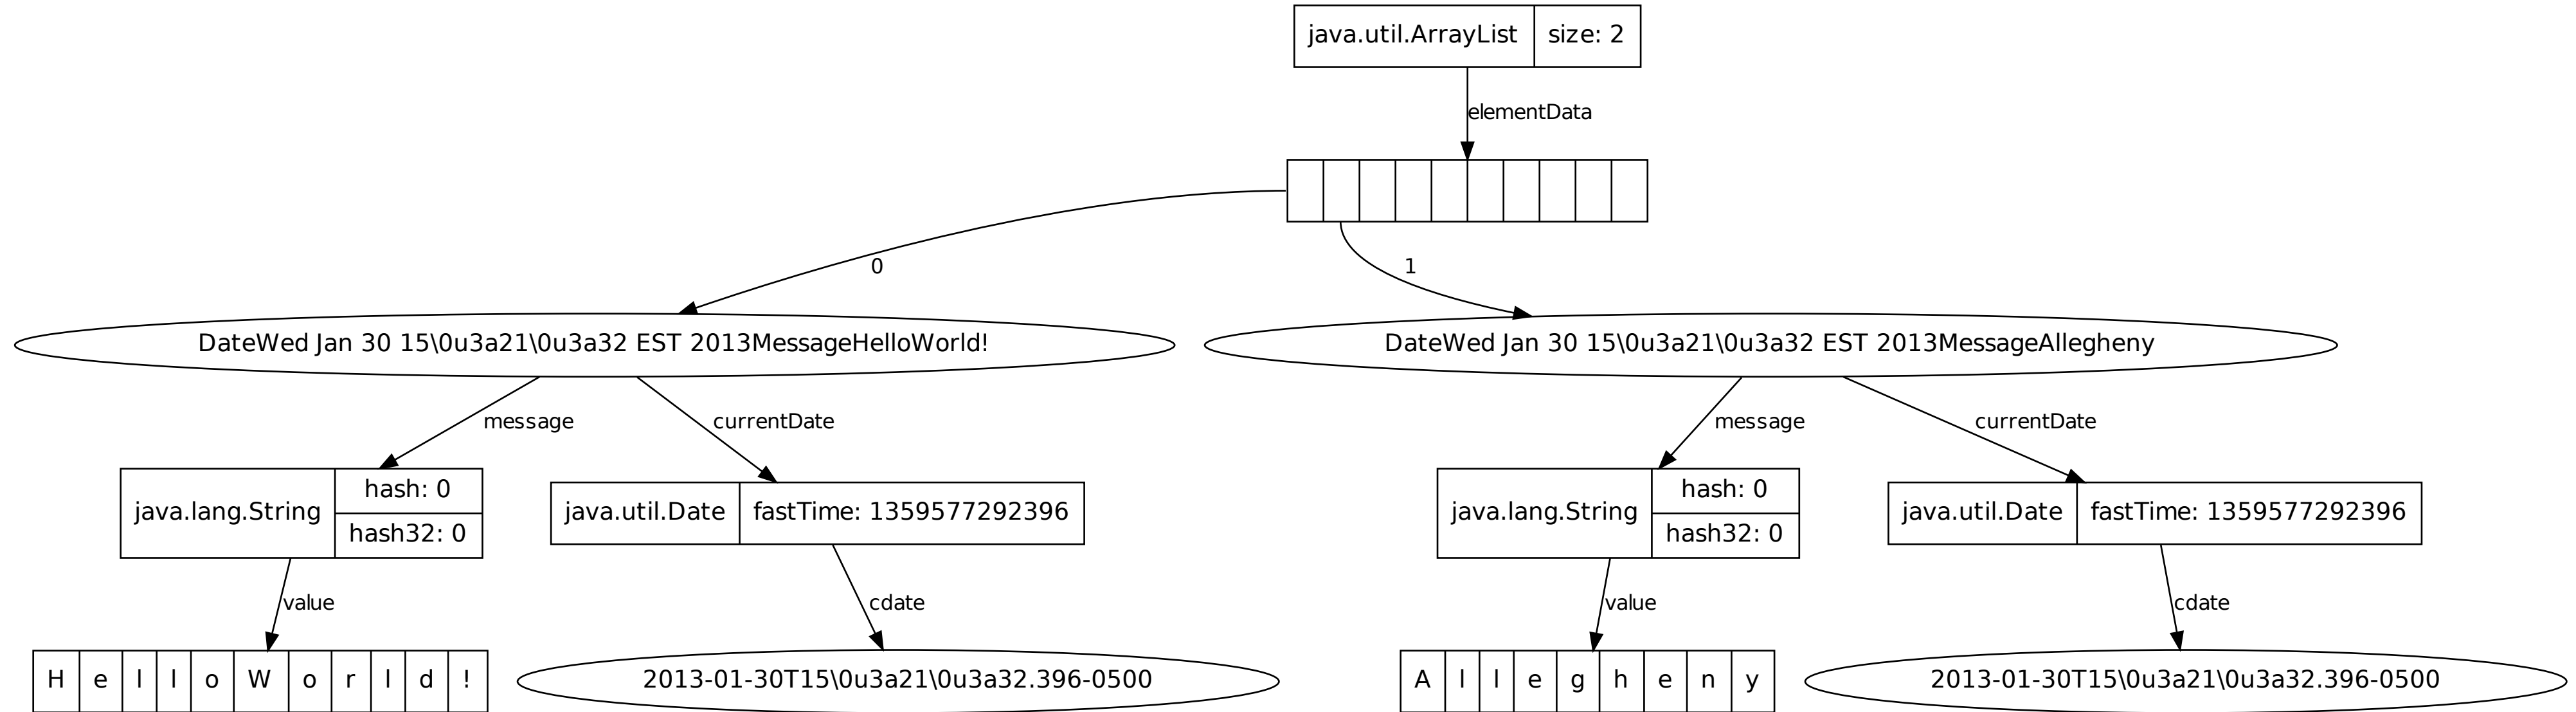 java.util.ArrayList size: 2
elementData
0 1
DateWed Jan 30 15\0u3a21\0u3a32 EST 2013MessageHelloWorld! DateWed Jan 30 15\0u3a21\0u3a32 EST 2013MessageAllegheny
message currentDate message currentDate
hash: 0 hash: 0
java.lang.String java.util.Date fastTime: 1359577292396 java.lang.String java.util.Date fastTime: 1359577292396
hash32: 0 hash32: 0
value cdate value cdate
H e l l o W o r l d ! 2013-01-30T15\0u3a21\0u3a32.396-0500 A l l e g h e n y 2013-01-30T15\0u3a21\0u3a32.396-0500